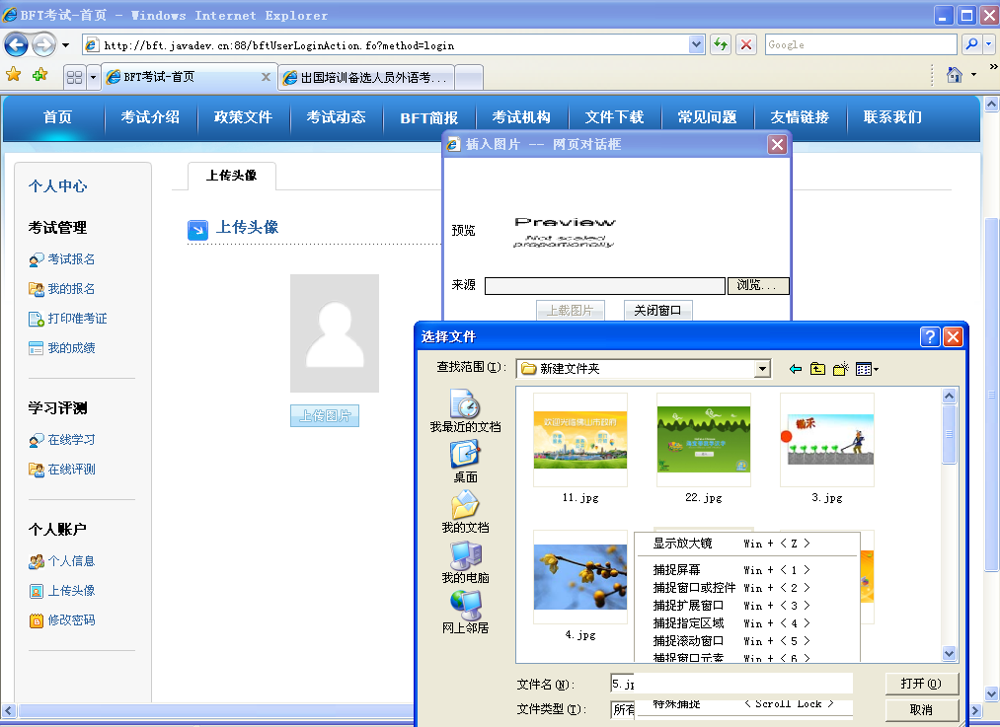 BFT考试-首页 - Windows Internet Explorer
http://bft.javadev.cn:88/bftUserLoginAction.fo?method=login
Google
BFT考试-首页
出国培训备选人员外语考...
首页 考试介绍 政策文件 考试动态 BFT简报 考试机构 文件下载 常见问题 友情链接 联系我们
个人中心
考试管理
考试报名
我的报名
打印准考证
我的成绩
学习评测
在线学习
在线评测
个人账户
个人信息
上传头像
修改密码
上传头像
上传头像
上传图片
插入图片 -- 网页对话框
预览
Preview
Not scaled
proportionally
来源
浏览...
上载图片 关闭窗口
选择文件
查找范围(I):
新建文件夹
我最近的文档
桌面
我的文档
我的电脑
网上邻居
欢迎光临佛山市政府
锄禾
11.jpg
22.jpg
3.jpg
4.jpg
显示放大镜 Win + < Z >
捕捉屏幕 Win + < 1 >
捕捉窗口或控件 Win + < 2 >
捕捉扩展窗口 Win + < 3 >
捕捉指定区域 Win + < 4 >
捕捉滚动窗口 Win + < 5 >
捕捉窗口元素 Win + < 6 >
文件名(N):
5.jp
打开(O)
文件类型(T):
所有
特殊捕捉 < Scroll Lock >
取消